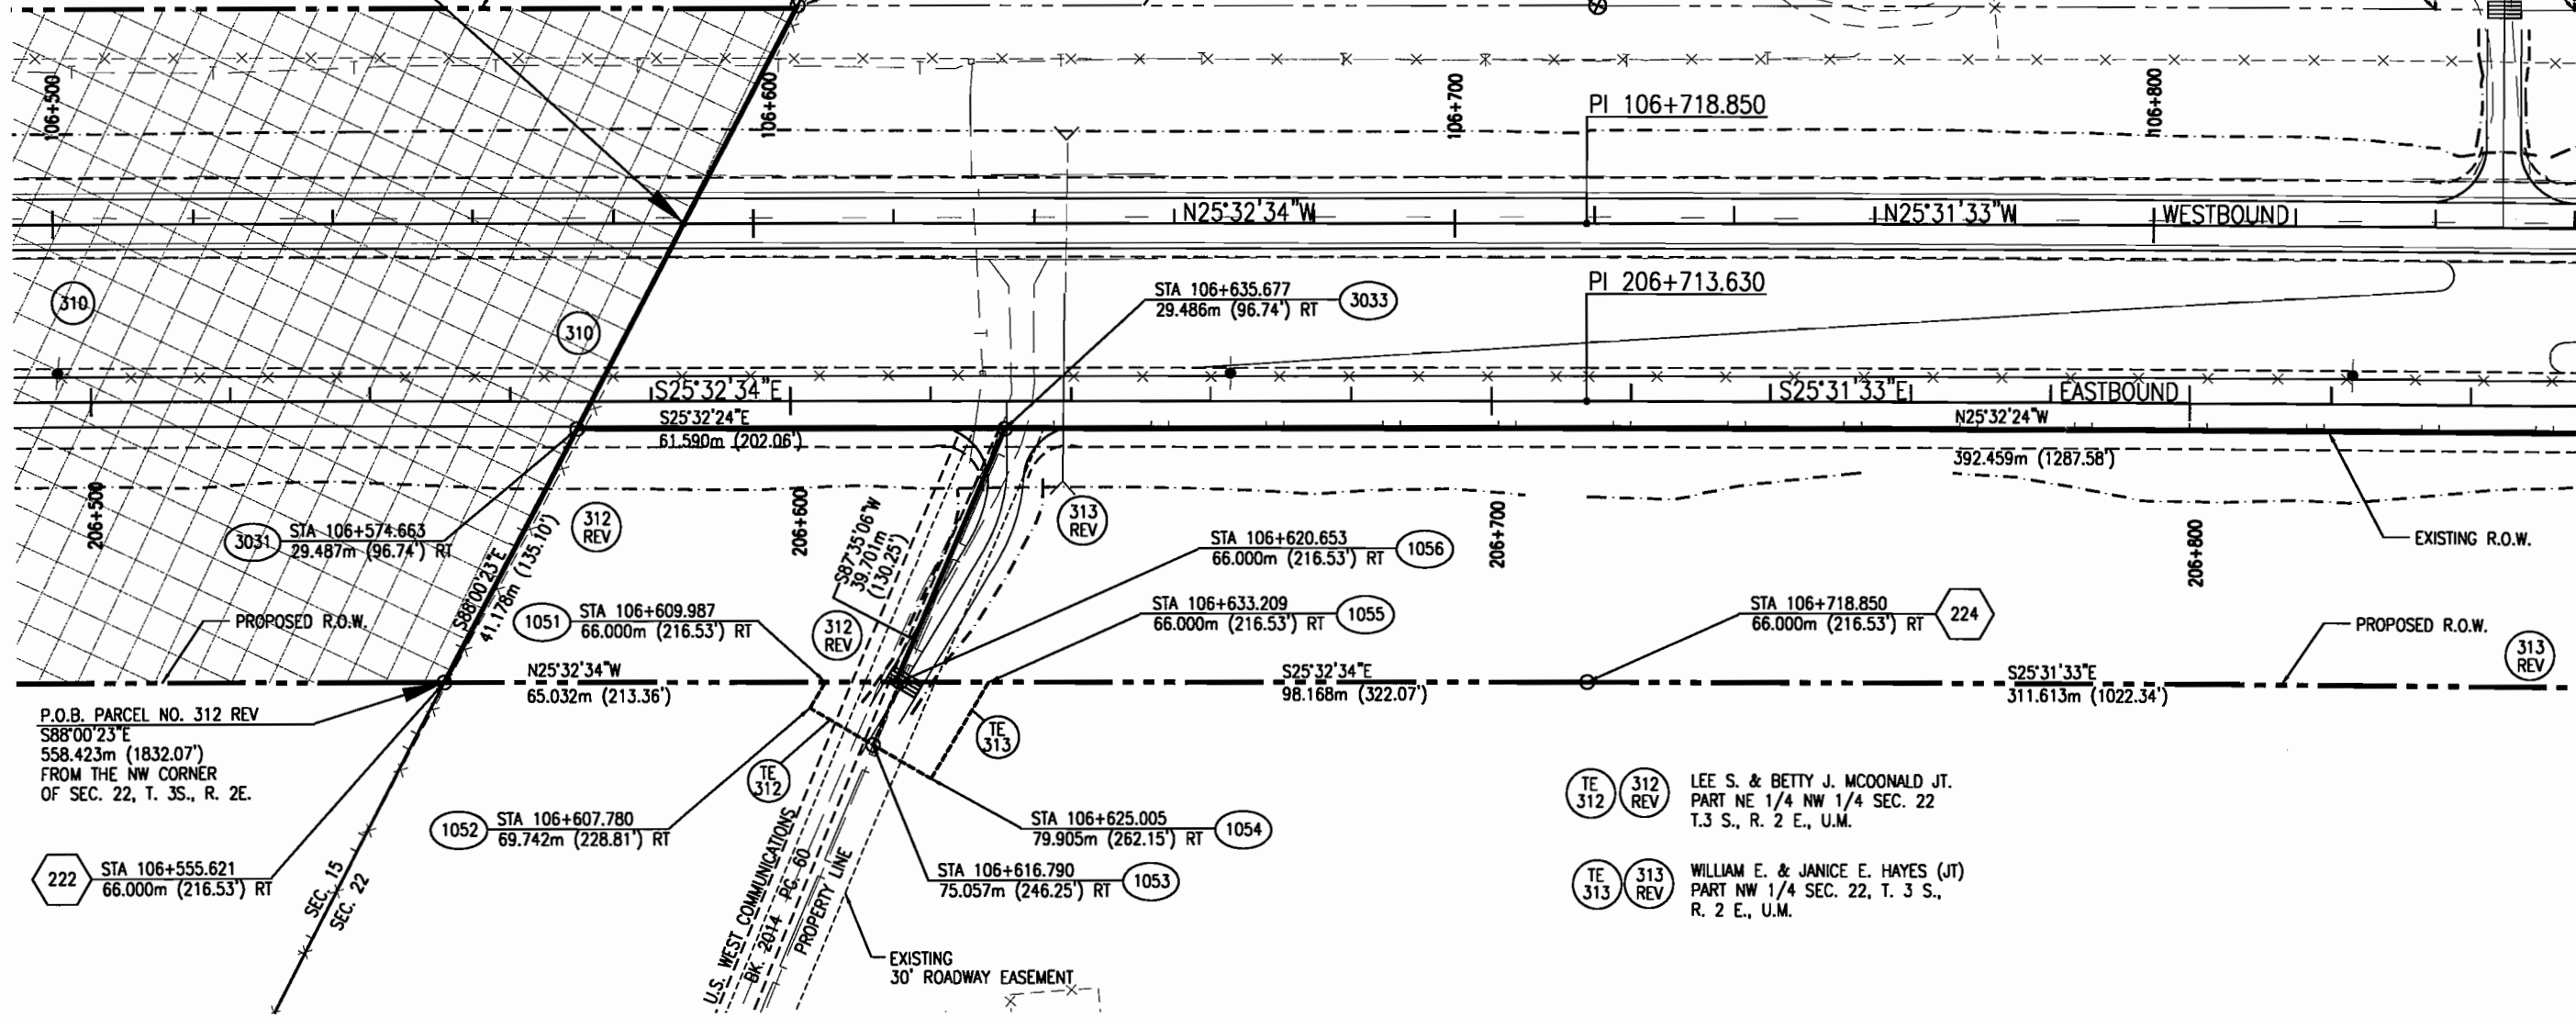 106+500
106+600
106+700
106+800
PI 106+718.850
N25°32'34"W
N25°31'33"W
WESTBOUND
310
310
STA 106+635.677
29.486m (96.74') RT
3033
PI 206+713.630
S25°32'34"E
S25°31'33"E
EASTBOUND
S25°32'24"E
61.590m (202.06')
N25°32'24"W
392.459m (1287.58')
206+500
206+600
206+700
206+800
3031
STA 106+574.663
29.487m (96.74') RT
312
REV
S88°00'23"E
41.178m (135.10')
S87°35'06"W
39.701m
(130.25')
313
REV
STA 106+620.653
66.000m (216.53') RT
1056
EXISTING R.O.W.
PROPOSED R.O.W.
1051
STA 106+609.987
66.000m (216.53') RT
312
REV
STA 106+633.209
66.000m (216.53') RT
1055
STA 106+718.850
66.000m (216.53') RT
224
PROPOSED R.O.W.
313
REV
N25°32'34"W
65.032m (213.36')
S25°32'34"E
98.168m (322.07')
S25°31'33"E
311.613m (1022.34')
P.O.B. PARCEL NO. 312 REV
S88°00'23"E
558.423m (1832.07')
FROM THE NW CORNER
OF SEC. 22, T. 3S., R. 2E.
TE
312
TE
313
1052
STA 106+607.780
69.742m (228.81') RT
STA 106+625.005
79.905m (262.15') RT
1054
222
STA 106+555.621
66.000m (216.53') RT
STA 106+616.790
75.057m (246.25') RT
1053
SEC. 15
SEC. 22
U.S. WEST COMMUNICATIONS
BK. 2014 PG. 60
PROPERTY LINE
EXISTING
30' ROADWAY EASEMENT
TE
312
312
REV
LEE S. & BETTY J. MCOONALD JT.
PART NE 1/4 NW 1/4 SEC. 22
T.3 S., R. 2 E., U.M.
TE
313
313
REV
WILLIAM E. & JANICE E. HAYES (JT)
PART NW 1/4 SEC. 22, T. 3 S.,
R. 2 E., U.M.